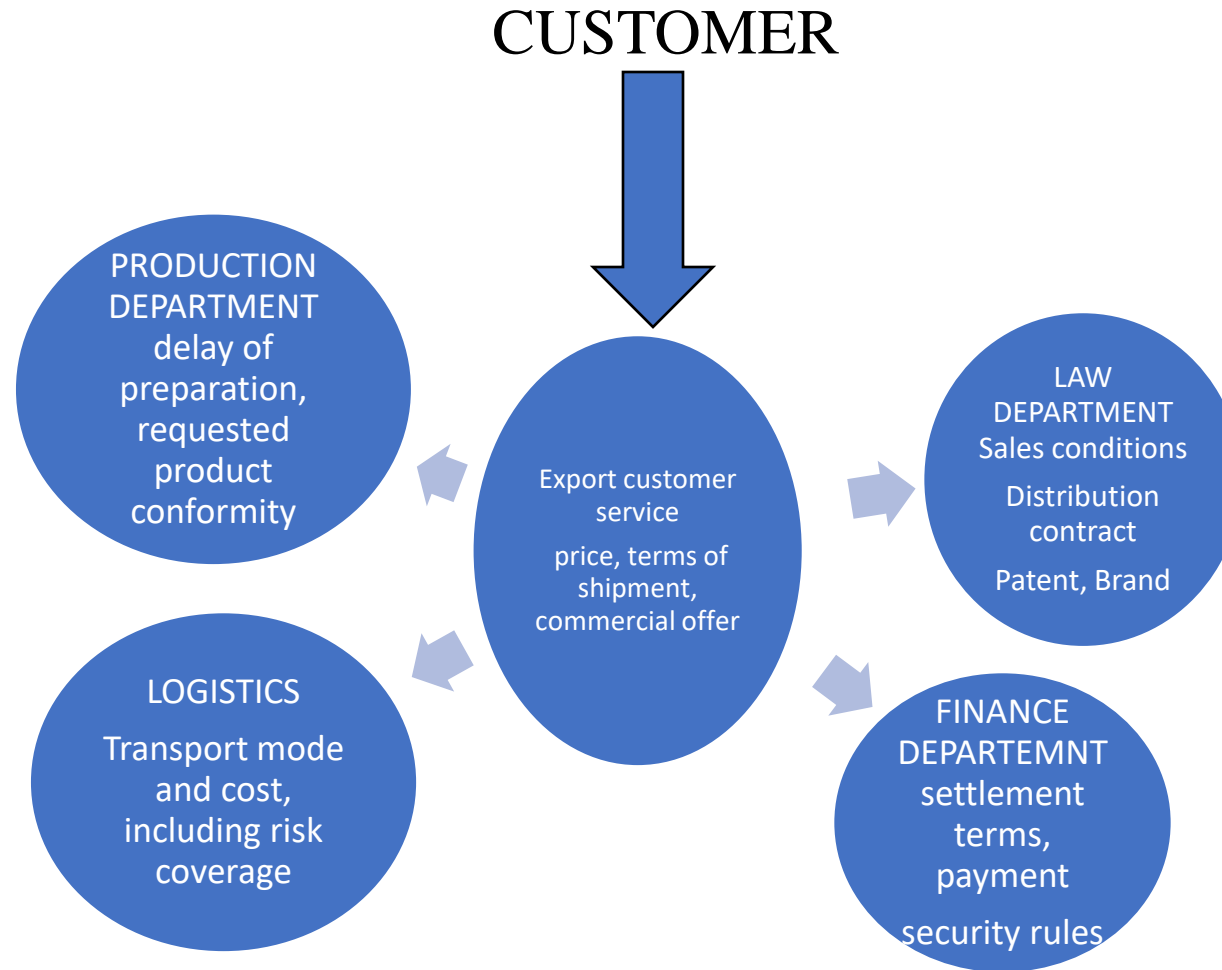 CUSTOMER
PRODUCTION
DEPARTMENT
delay of
preparation,
requested
product
conformity
Export customer
service
price, terms of
shipment,
commercial offer
LAW
DEPARTMENT
Sales conditions
Distribution
contract
Patent, Brand
LOGISTICS
Transport mode
and cost,
including risk
coverage
FINANCE
DEPARTEMNT
settlement
terms,
payment
security rules